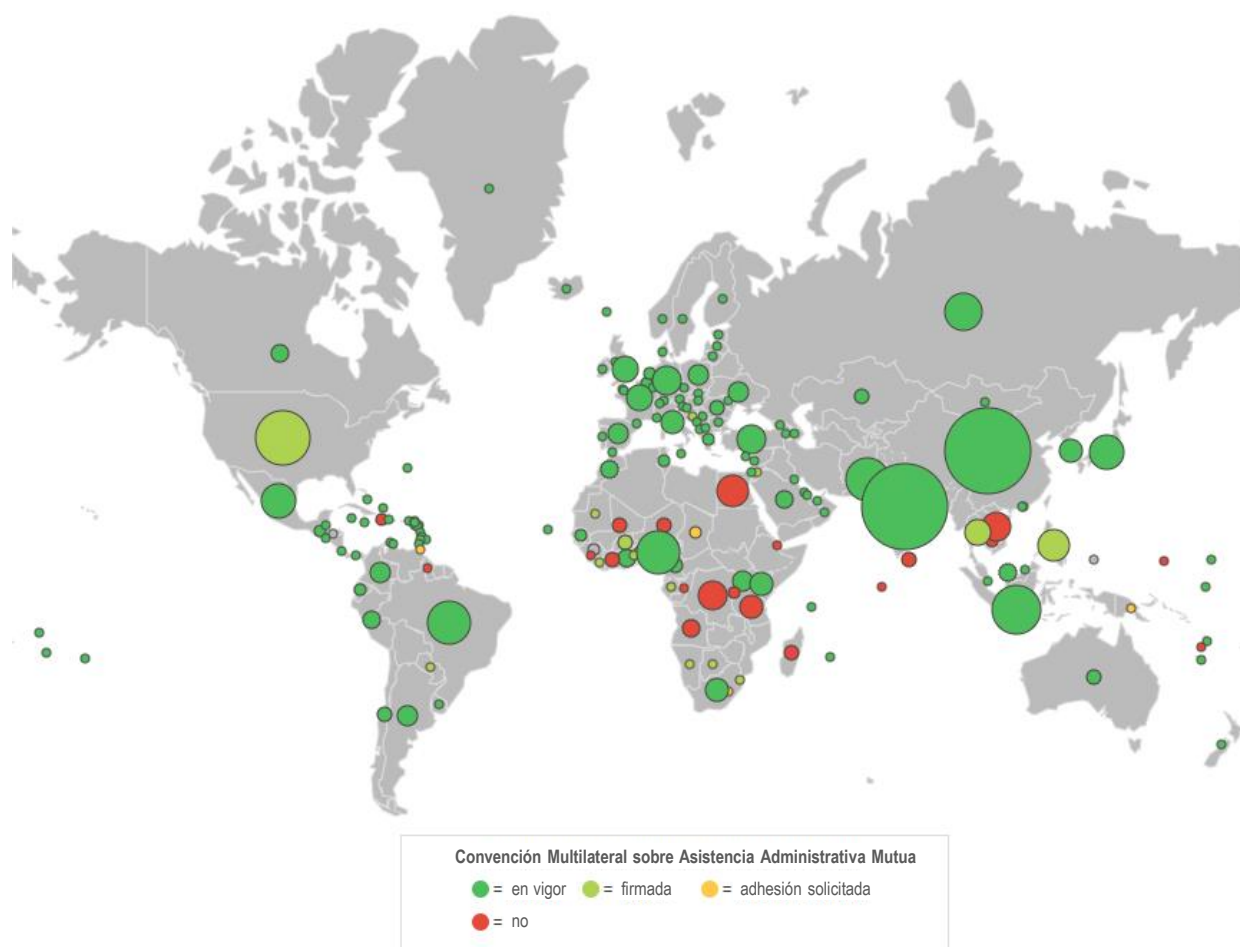 Convención Multilateral sobre Asistencia Administrativa Mutua
= en vigor = firmada = adhesión solicitada
= no